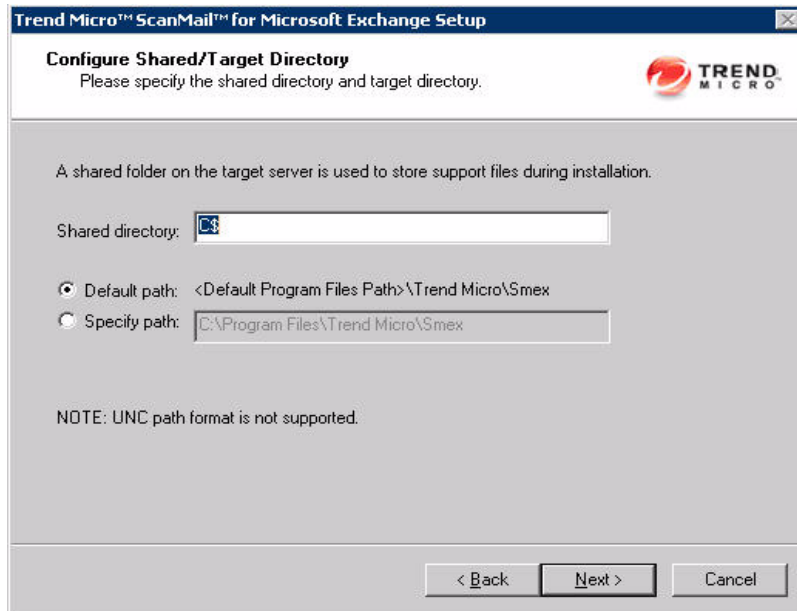 Trend Micro™ ScanMail™ for Microsoft Exchange Setup
Configure Shared/Target Directory
Please specify the shared directory and target directory.
TREND
MICRO™
A shared folder on the target server is used to store support files during installation.
Shared directory: C$
Default path: <Default Program Files Path>\Trend Micro\Smex
Specify path: C:\Program Files\Trend Micro\Smex
NOTE: UNC path format is not supported.
< Back Next > Cancel